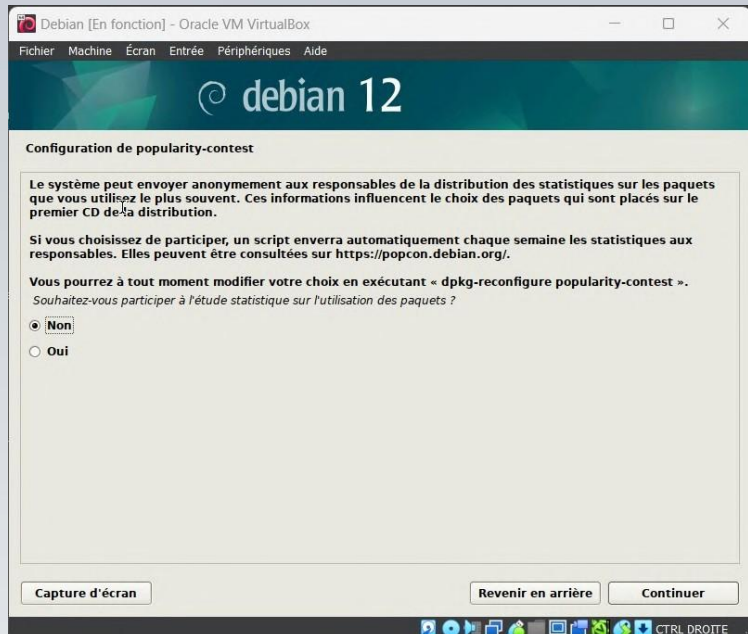 Debian [En fonction] - Oracle VM VirtualBox
Fichier Machine Écran Entrée Périphériques Aide
debian 12
Configuration de popularity-contest
Le système peut envoyer anonymement aux responsables de la distribution des statistiques sur les paquets
que vous utilisez le plus souvent. Ces informations influencent le choix des paquets qui sont placés sur le
premier CD de la distribution.
Si vous choisissez de participer, un script enverra automatiquement chaque semaine les statistiques aux
responsables. Elles peuvent être consultées sur https://popcon.debian.org/.
Vous pourrez à tout moment modifier votre choix en exécutant « dpkg-reconfigure popularity-contest ».
Souhaitez-vous participer à l'étude statistique sur l'utilisation des paquets ?
Non
Oui
Capture d'écran Revenir en arrière Continuer
CTRL DROITE